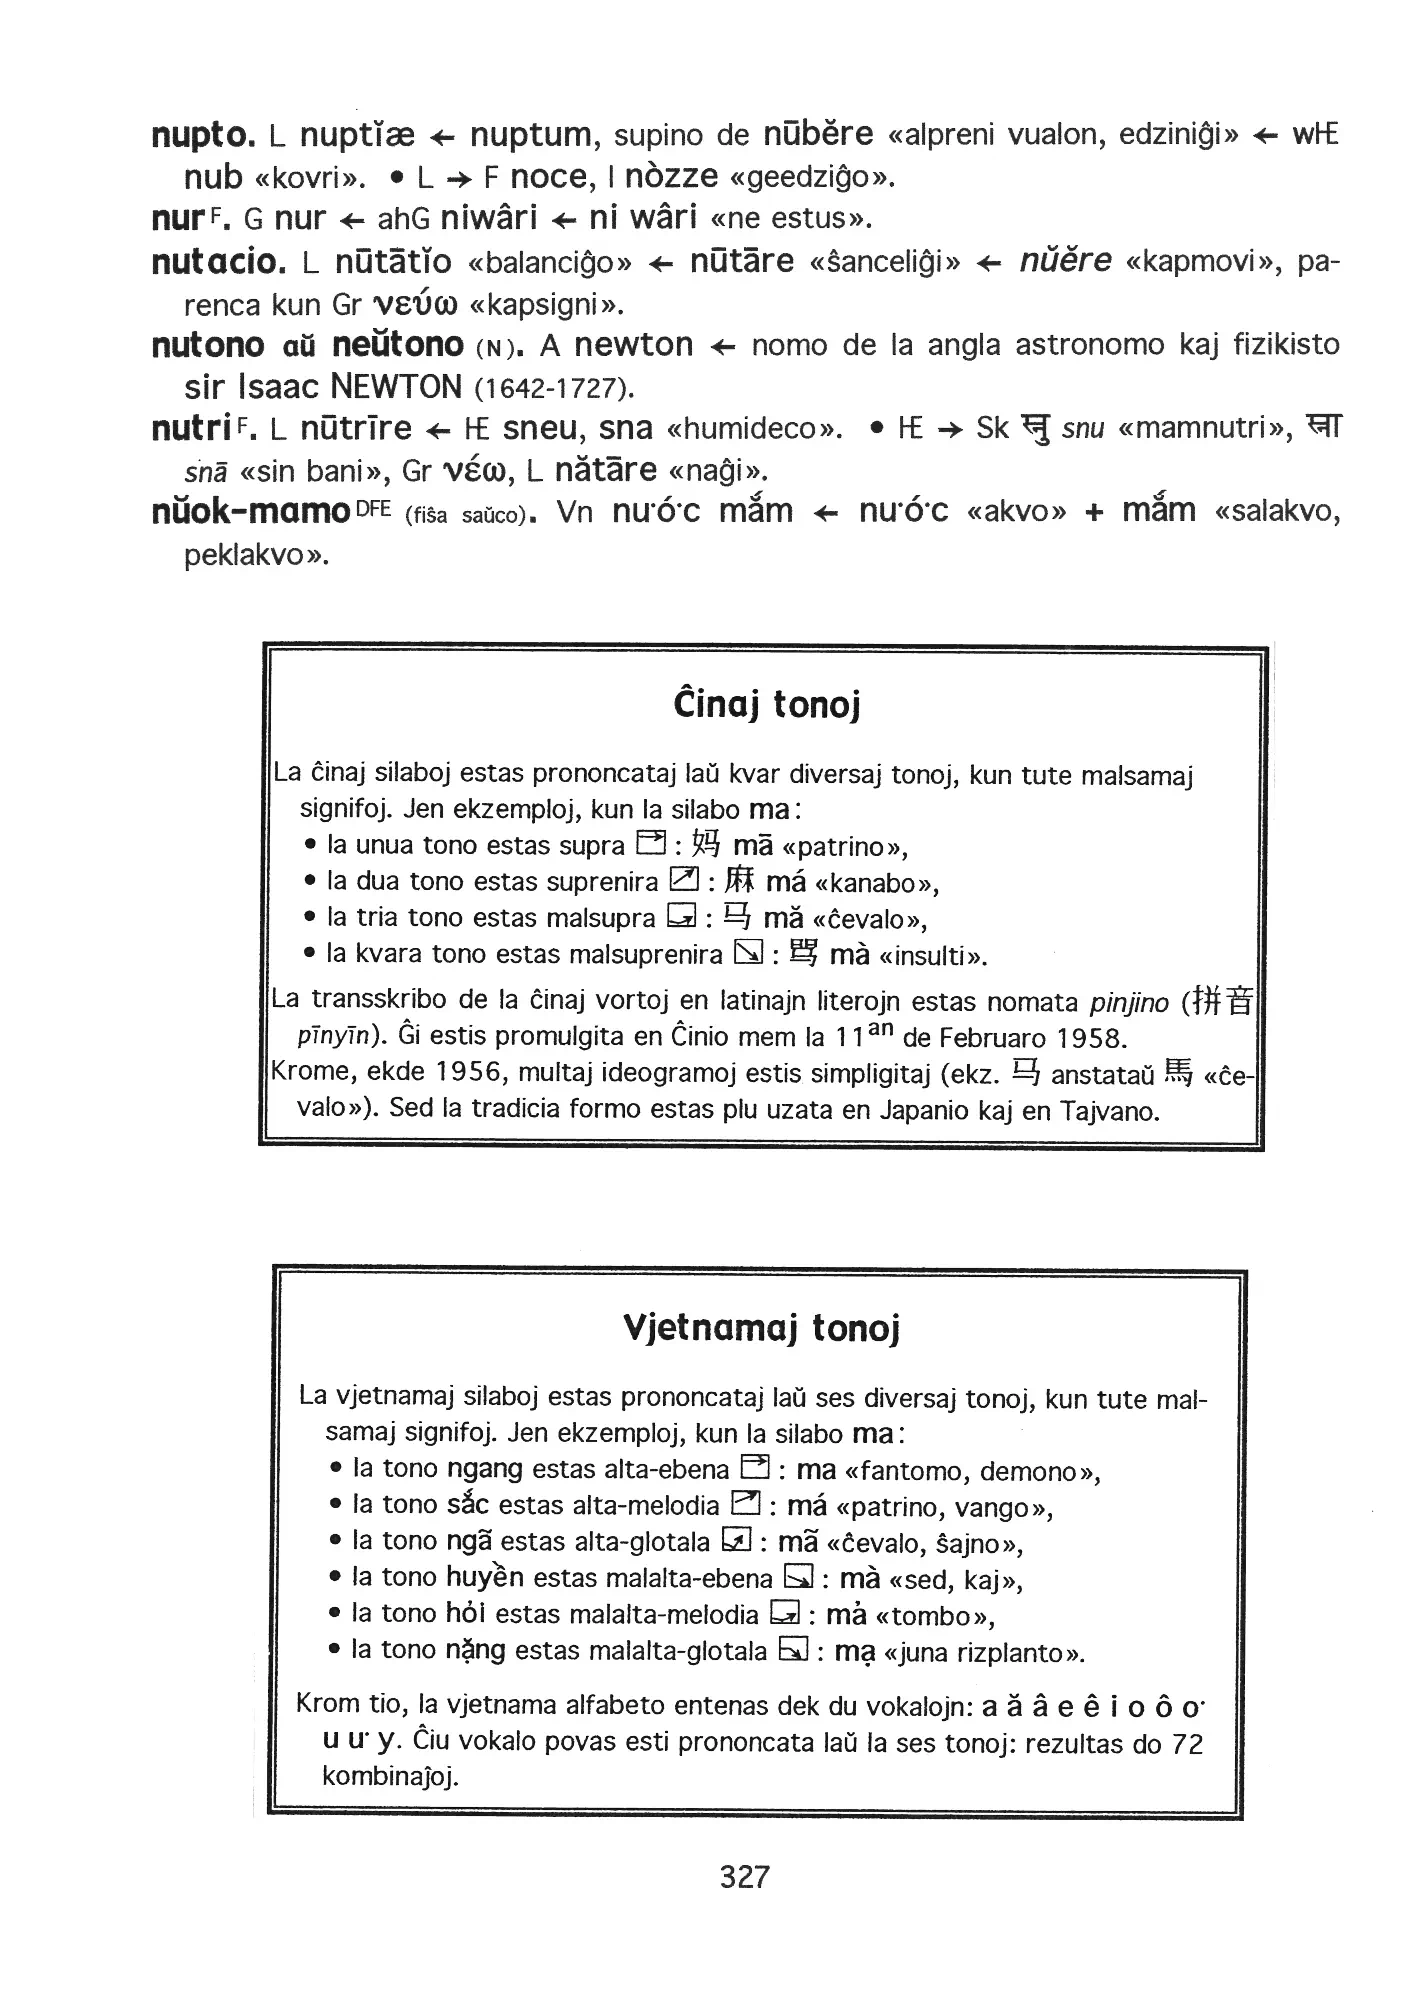 nupto. L nuptĭæ ← nuptum, supino de nūbĕre «alpreni vualon, edziniĝi» ← wIE
nub «kovri». • L → F noce, I nòzze «geedziĝo».
nur F. G nur ← ahG niwâri ← ni wâri «ne estus».
nutacio. L nūtātĭo «balanciĝo» ← nūtāre «ŝanceliĝi» ← nŭĕre «kapmovi», pa-
renca kun Gr νεύω «kapsigni».
nutono aŭ neŭtono (N). A newton ← nomo de la angla astronomo kaj fizikisto
sir Isaac NEWTON (1642-1727).
nutri F. L nūtrīre ← IE sneu, sna «humideco». • IE → Sk स्नु snu «mamnutri», स्ना
snā «sin bani», Gr νέω, L nătāre «naĝi».
nŭok-mamo DFE (fiŝa saŭco). Vn nước mắm ← nước «akvo» + mắm «salakvo,
peklakvo».
Ĉinaj tonoj
La ĉinaj silaboj estas prononcataj laŭ kvar diversaj tonoj, kun tute malsamaj
signifoj. Jen ekzemploj, kun la silabo ma :
• la unua tono estas supra : 妈 mā «patrino»,
• la dua tono estas suprenira : 麻 má «kanabo»,
• la tria tono estas malsupra : 马 mă «ĉevalo»,
• la kvara tono estas malsuprenira : 骂 mà «insulti».
La transskribo de la ĉinaj vortoj en latinajn literojn estas nomata pinjino (拼音
pīnyīn). Ĝi estis promulgita en Ĉinio mem la 11an de Februaro 1958.
Krome, ekde 1956, multaj ideogramoj estis simpligitaj (ekz. 马 anstataŭ 馬 «ĉe-
valo»). Sed la tradicia formo estas plu uzata en Japanio kaj en Tajvano.
Vjetnamaj tonoj
La vjetnamaj silaboj estas prononcataj laŭ ses diversaj tonoj, kun tute mal-
samaj signifoj. Jen ekzemploj, kun la silabo ma :
• la tono ngang estas alta-ebena : ma «fantomo, demono»,
• la tono sắc estas alta-melodia : má «patrino, vango»,
• la tono ngã estas alta-glotala : mã «ĉevalo, ŝajno»,
• la tono huyền estas malalta-ebena : mà «sed, kaj»,
• la tono hỏi estas malalta-melodia : mả «tombo»,
• la tono nặng estas malalta-glotala : mạ «juna rizplanto».
Krom tio, la vjetnama alfabeto entenas dek du vokalojn: a ă â e ê i o ô ơ
u ư y. Ĉiu vokalo povas esti prononcata laŭ la ses tonoj: rezultas do 72
kombinaĵoj.
327